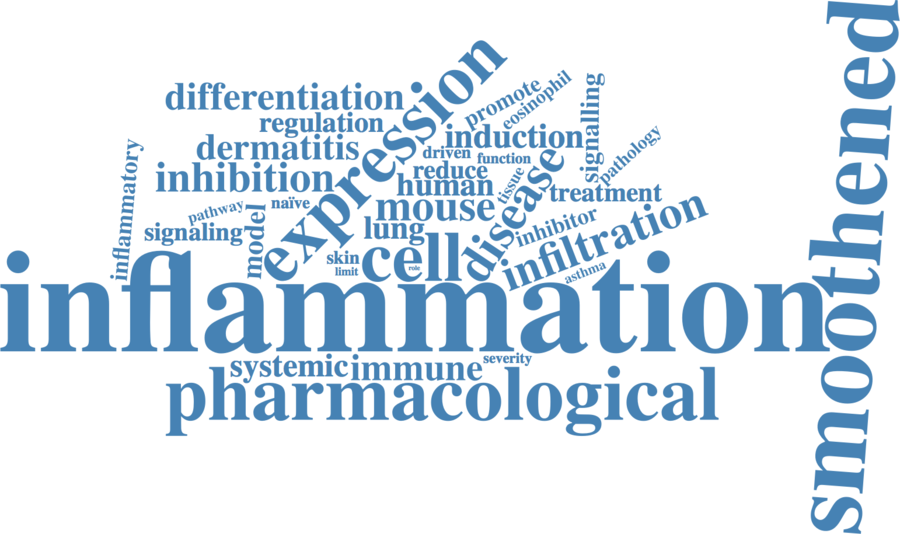 smoothened
expression
promote
eosinophil
differentiation
signalling
regulation
induction
dermatitis
driven
function
pathology
inflammatory
inhibition
reduce
disease
human
tissue
treatment
pathway
naïve
mouse
model
signaling
lung
inhibitor
infiltration
skin
cell
limit
role
asthma
inflammation
systemic
immune
severity
pharmacological